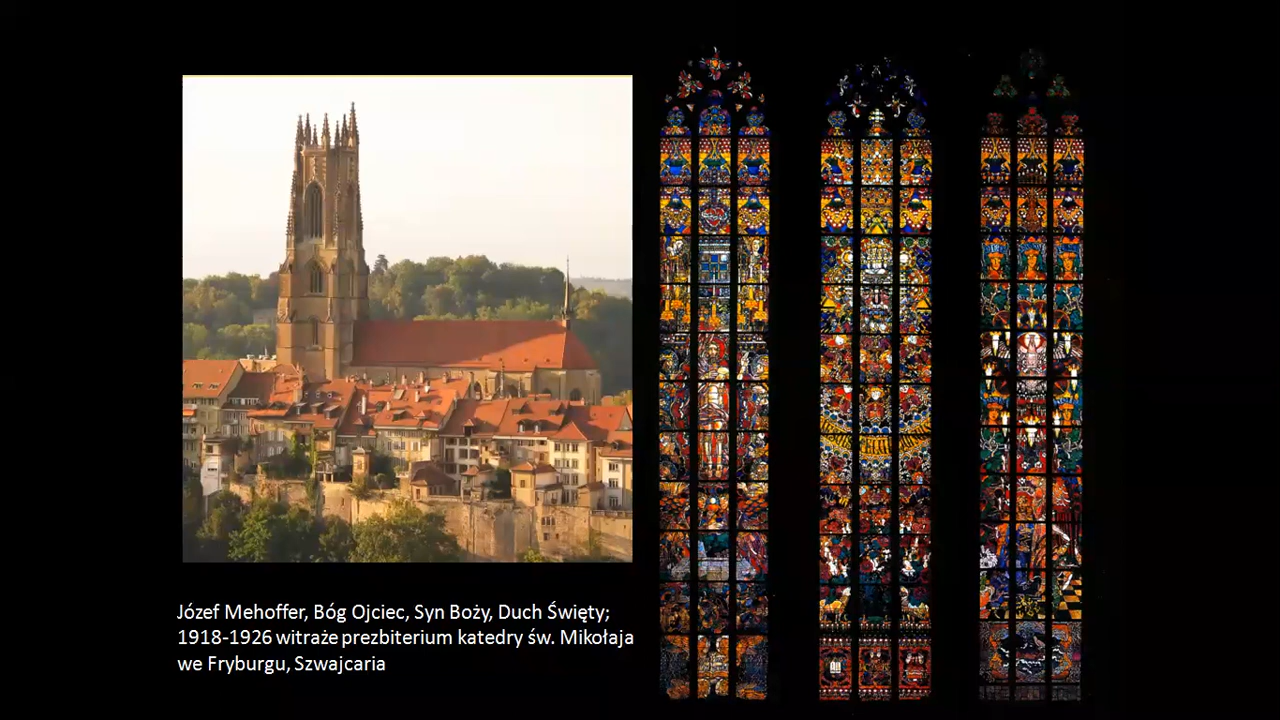 Józef Mehoffer, Bóg Ojciec, Syn Boży, Duch Święty;
1918-1926 witraże prezbiterium katedry św. Mikołaja
we Fryburgu, Szwajcaria